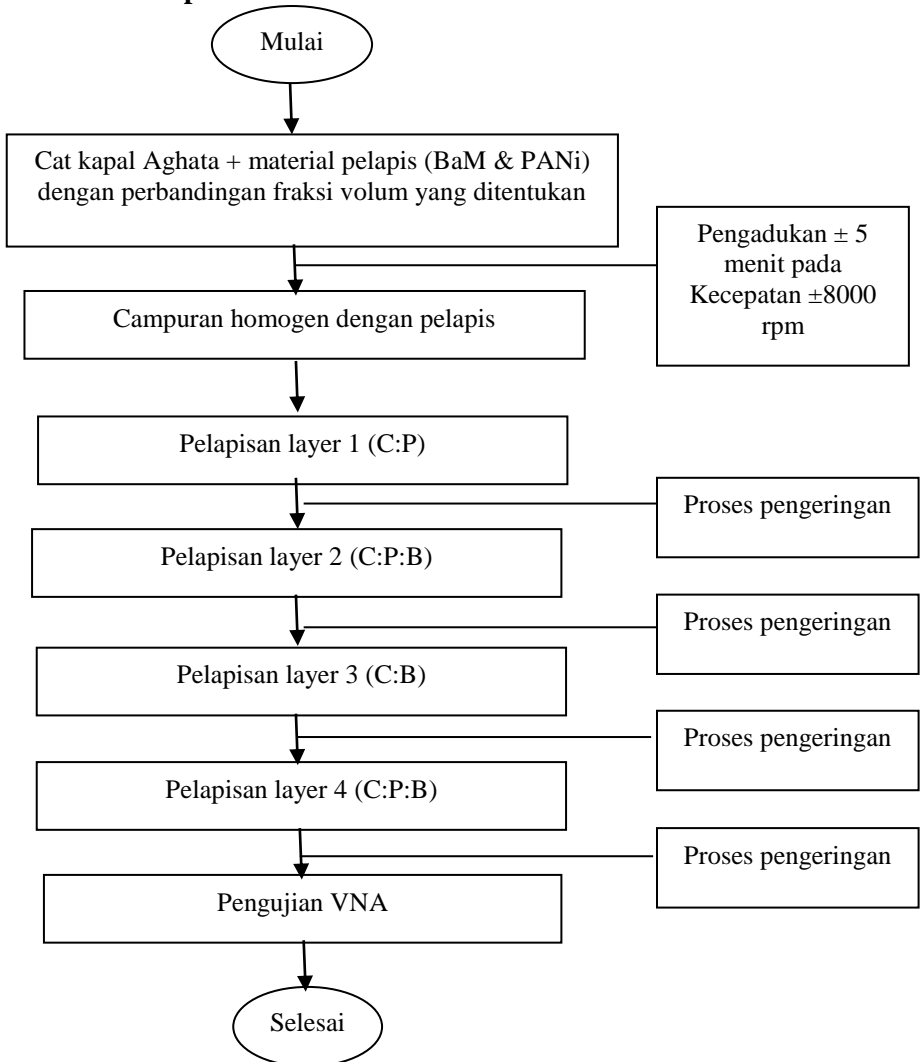 Mulai
Cat kapal Aghata + material pelapis (BaM & PANi)
dengan perbandingan fraksi volum yang ditentukan
Pengadukan ± 5
menit pada
Kecepatan ±8000
rpm
Campuran homogen dengan pelapis
Pelapisan layer 1 (C:P)
Proses pengeringan
Pelapisan layer 2 (C:P:B)
Proses pengeringan
Pelapisan layer 3 (C:B)
Proses pengeringan
Pelapisan layer 4 (C:P:B)
Proses pengeringan
Pengujian VNA
Selesai